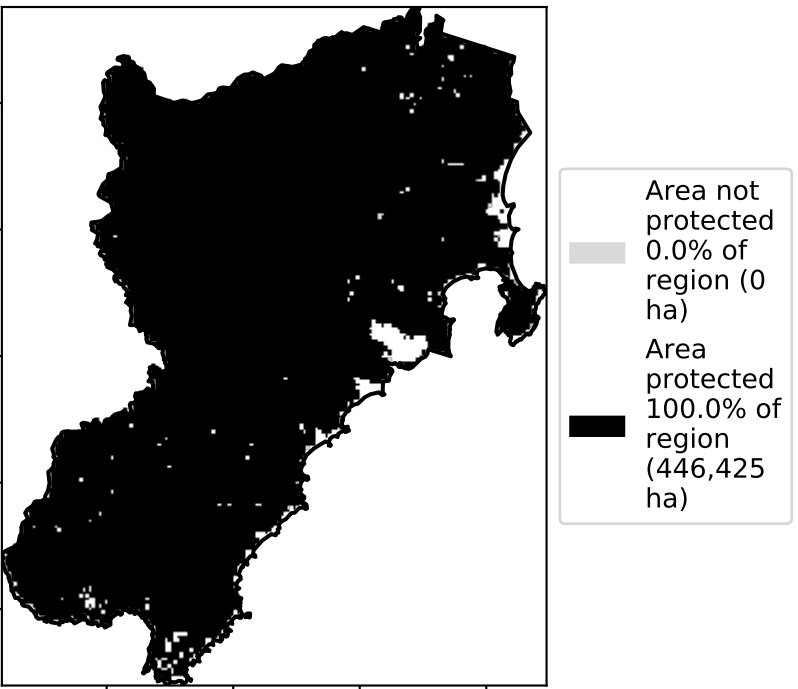 Area not
protected
0.0% of
region (0
ha)
Area
protected
100.0% of
region
(446,425
ha)